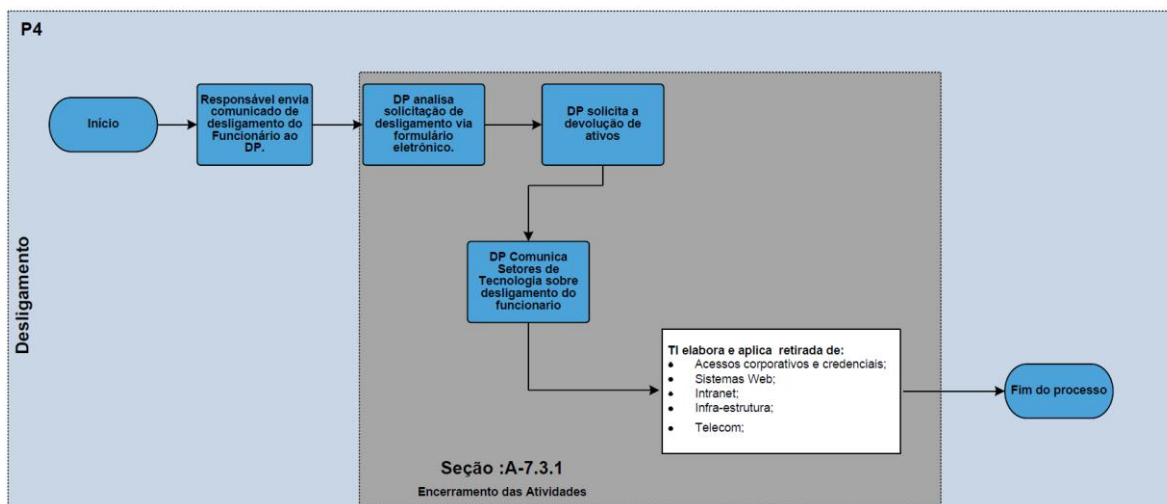 P4
Desligamento
Início
Responsável envia
comunicado de
desligamento do
Funcionário ao
DP.
DP analisa
solicitação de
desligamento via
formulário
eletrônico.
DP solicita a
devolução de
ativos
DP Comunica
Setores de
Tecnologia sobre
desligamento do
funcionario
TI elabora e aplica retirada de:
• Acessos corporativos e credenciais;
• Sistemas Web;
• Intranet;
• Infra-estrutura;
• Telecom;
Fim do processo
Seção :A-7.3.1
Encerramento das Atividades